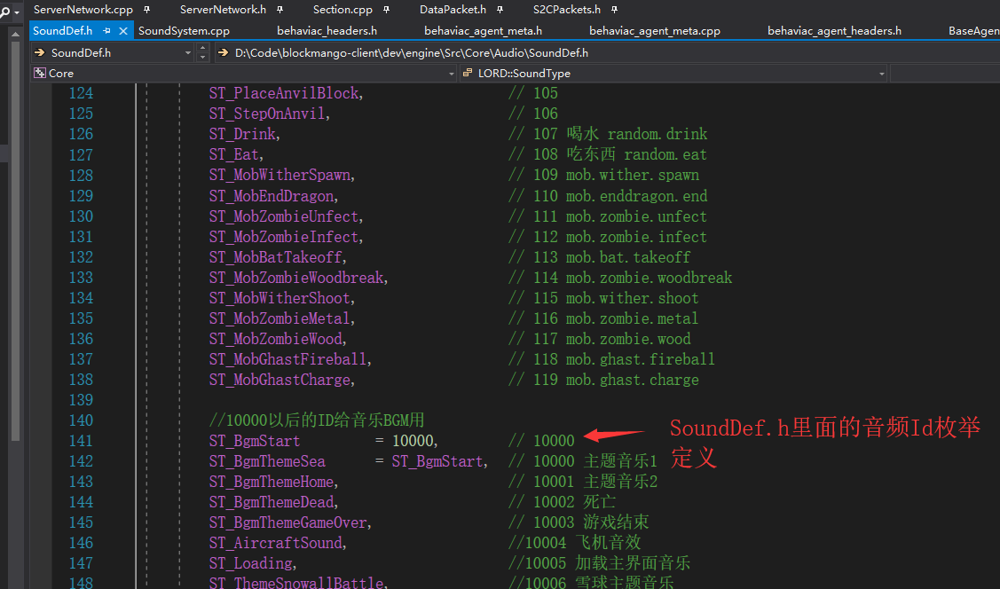 ServerNetwork.cpp ServerNetwork.h Section.cpp DataPacket.h S2CPackets.h
SoundDef.h SoundSystem.cpp behaviac_headers.h behaviac_agent_meta.h behaviac_agent_meta.cpp behaviac_agent_headers.h BaseAgen
SoundDef.h D:\Code\blockmango-client\dev\engine\Src\Core\Audio\SoundDef.h
Core LORD::SoundType
124 ST_PlaceAnvilBlock, // 105
125 ST_StepOnAnvil, // 106
126 ST_Drink, // 107 喝水 random.drink
127 ST_Eat, // 108 吃东西 random.eat
128 ST_MobWitherSpawn, // 109 mob.wither.spawn
129 ST_MobEndDragon, // 110 mob.enddragon.end
130 ST_MobZombieUnfect, // 111 mob.zombie.unfect
131 ST_MobZombieInfect, // 112 mob.zombie.infect
132 ST_MobBatTakeoff, // 113 mob.bat.takeoff
133 ST_MobZombieWoodbreak, // 114 mob.zombie.woodbreak
134 ST_MobWitherShoot, // 115 mob.wither.shoot
135 ST_MobZombieMetal, // 116 mob.zombie.metal
136 ST_MobZombieWood, // 117 mob.zombie.wood
137 ST_MobGhastFireball, // 118 mob.ghast.fireball
138 ST_MobGhastCharge, // 119 mob.ghast.charge
139
140 //10000以后的ID给音乐BGM用
141 ST_BgmStart = 10000, // 10000
142 ST_BgmThemeSea = ST_BgmStart, // 10000 主题音乐1
143 ST_BgmThemeHome, // 10001 主题音乐2
144 ST_BgmThemeDead, // 10002 死亡
145 ST_BgmThemeGameOver, // 10003 游戏结束
146 ST_AircraftSound, //10004 飞机音效
147 ST_Loading, //10005 加载主界面音乐
148 ST_ThemeSnowallBattle, //10006 雪球主题音乐
SoundDef.h里面的音频Id枚举
定义